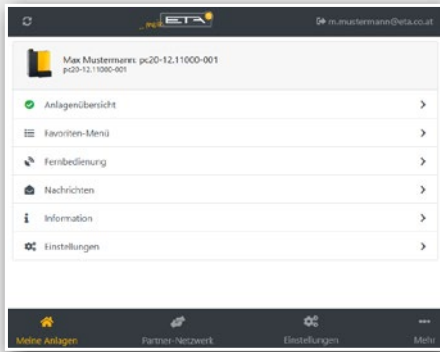 mein ETA
m.mustermann@eta.co.at
Max Mustermann: pc20-12.11000-001
pc20-12.11000-001
Anlagenübersicht
Favoriten-Menü
Fernbedienung
Nachrichten
Information
Einstellungen
Meine Anlagen
Partner-Netzwerk
Einstellungen
Mehr